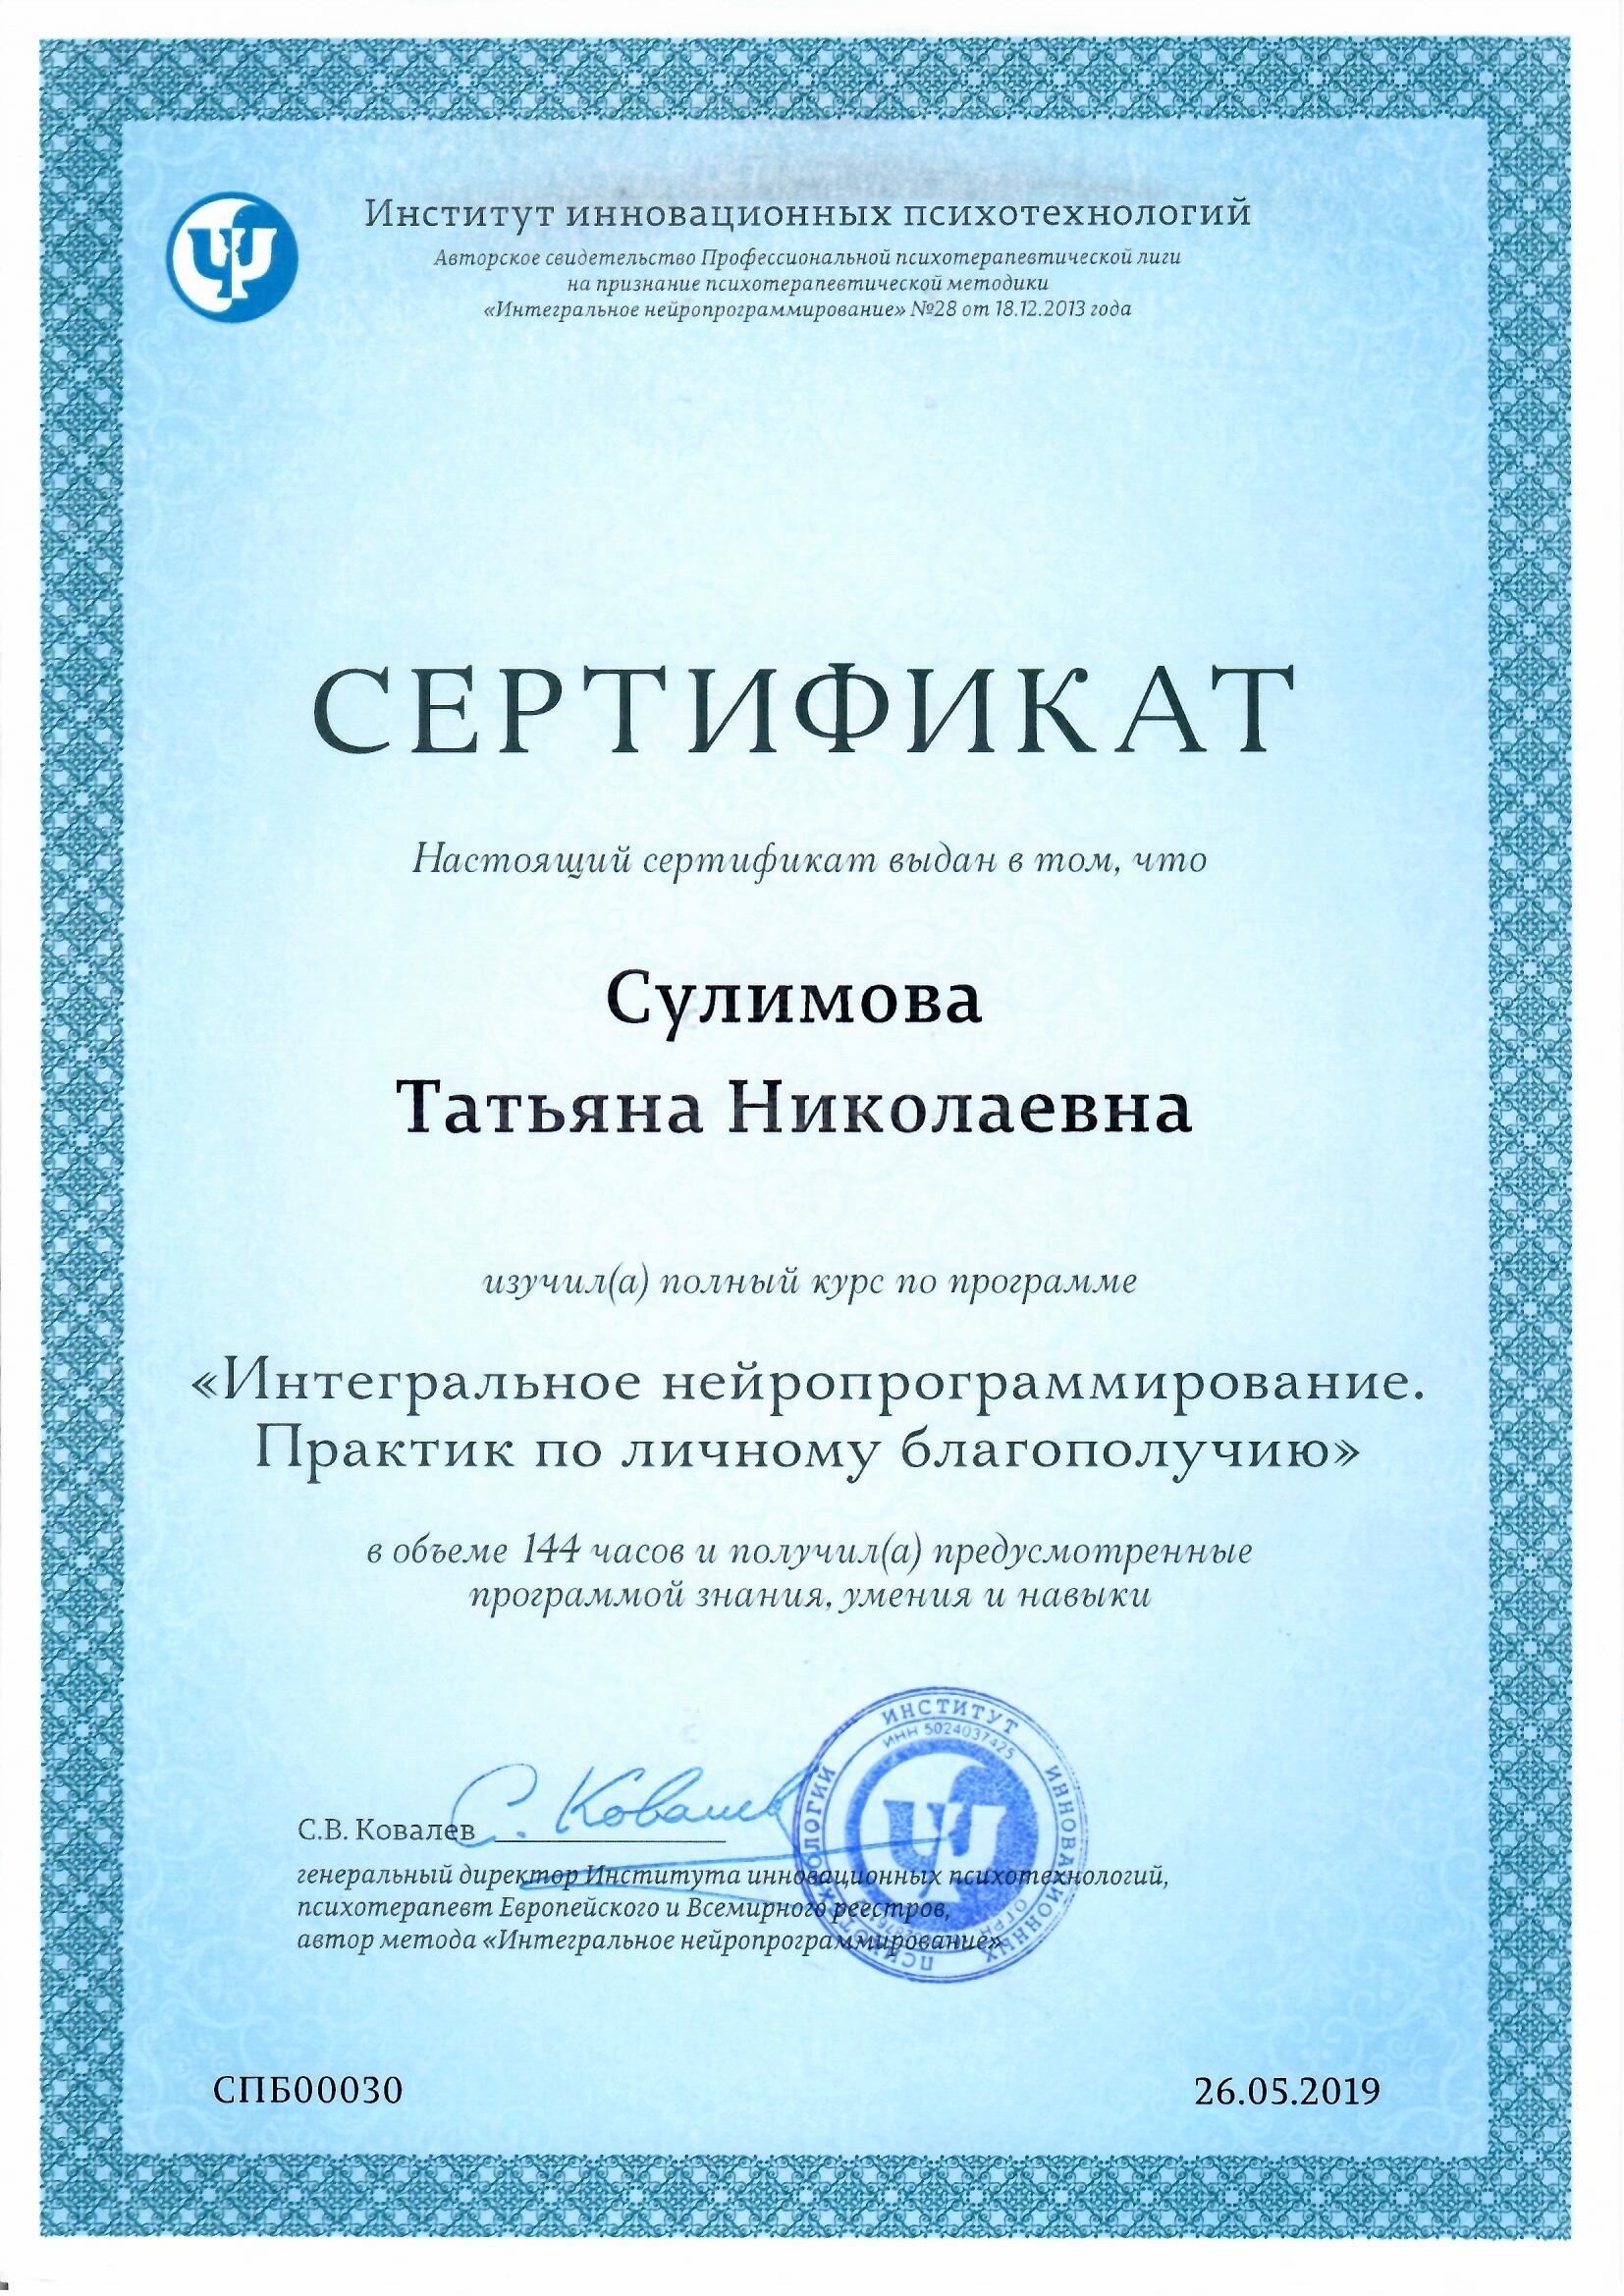 Институт инновационных психотехнологий
Авторское свидетельство Профессиональной психотерапевтической лиги
на признание психотерапевтической методики
«Интегральное нейропрограммирование» №28 от 18.12.2013 года
СЕРТИФИКАТ
Настоящий сертификат выдан в том, что
Сулимова
Татьяна Николаевна
изучил(а) полный курс по программе
«Интегральное нейропрограммирование.
Практик по личному благополучию»
в объеме 144 часов и получил(а) предусмотренные
программой знания, умения и навыки
С.В. Ковалев
С. Ковалев
генеральный директор Института инновационных психотехнологий,
психотерапевт Европейского и Всемирного реестров,
автор метода «Интегральное нейропрограммирование»
ИНСТИТУТ ИННОВАЦИОННЫХ ПСИХОТЕХНОЛОГИЙ
ИНН 5024037425
ОГРН
СПБ00030
26.05.2019